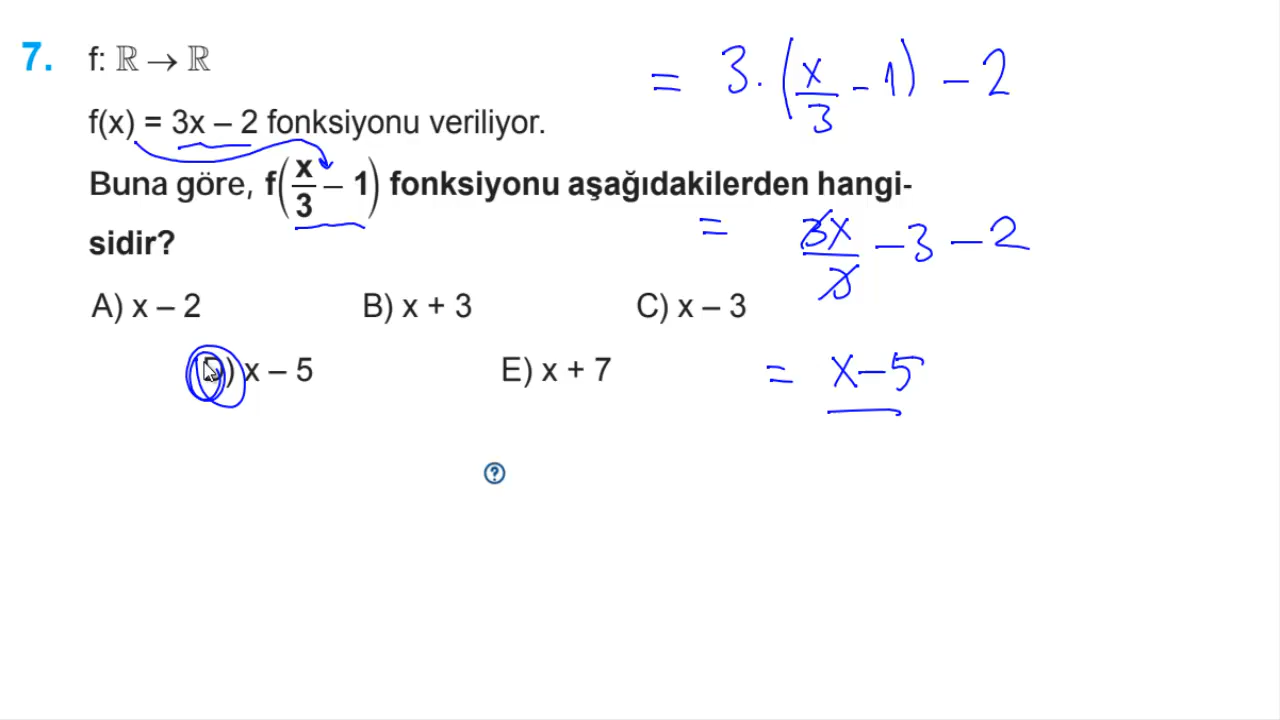 7. f: ℝ → ℝ
f(x) = 3x – 2 fonksiyonu veriliyor.
Buna göre, f(x/3 – 1) fonksiyonu aşağıdakilerden hangi-
sidir?
A) x – 2 B) x + 3 C) x – 3
D) x – 5 E) x + 7
= 3.(x/3 - 1) - 2
= 3x/3 - 3 - 2
= x - 5
?